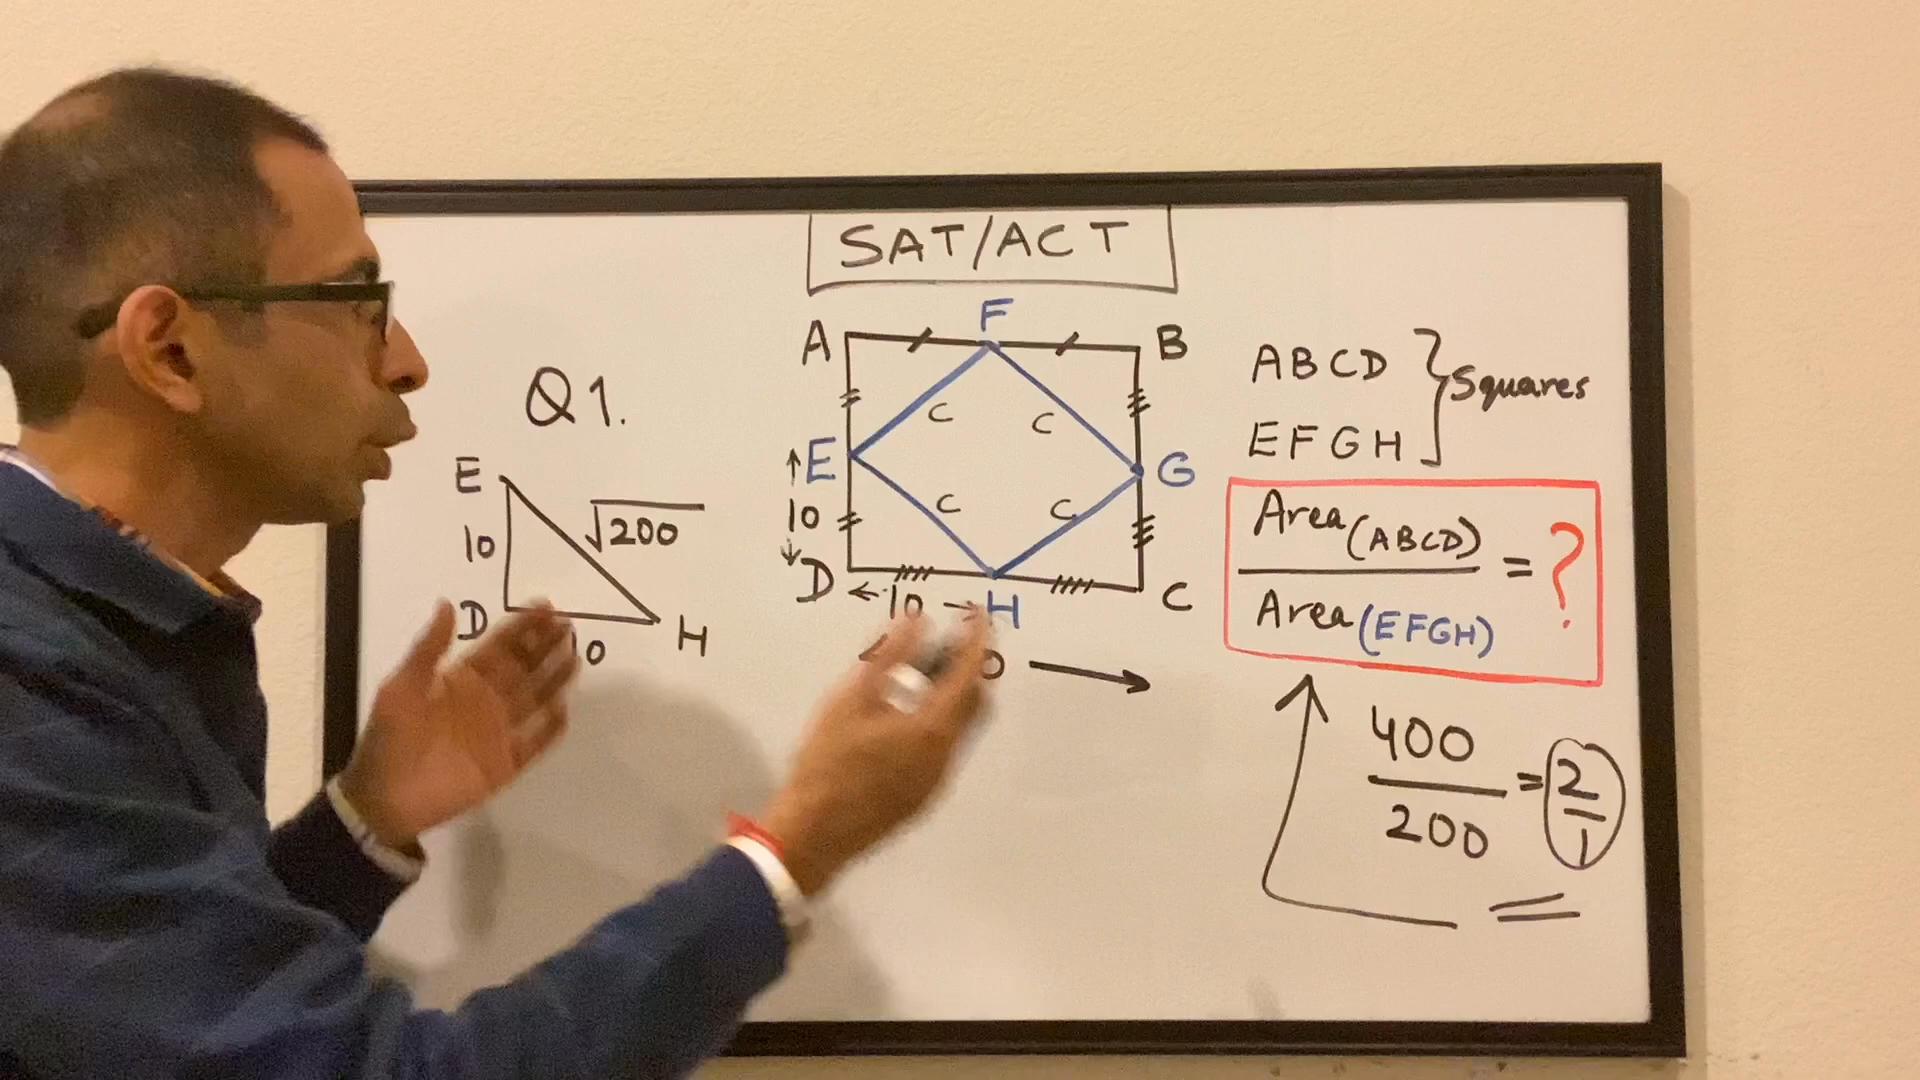 SAT/ACT
Q1.
E
10
√200
D
10
H
A F B
C C
E G
10
C C
D 10 H C
0
ABCD
EFGH
Squares
Area(ABCD)
Area(EFGH)
= ?
400
200
= 2
1